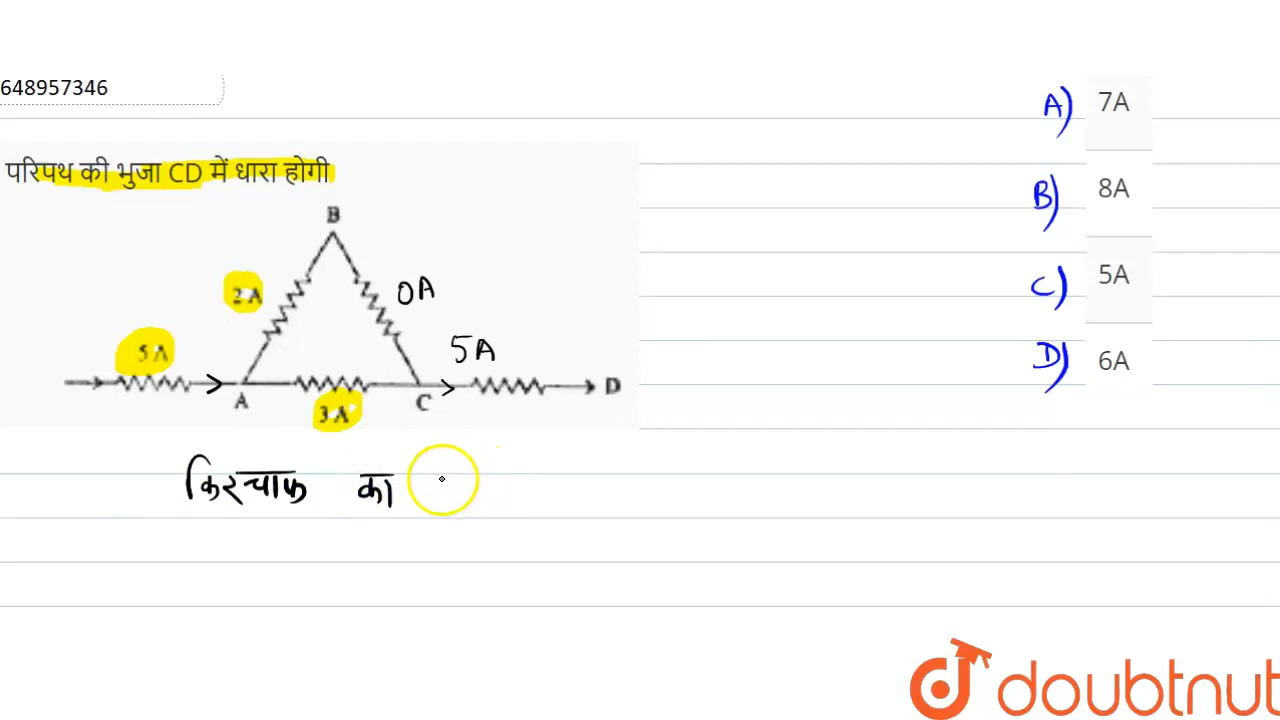 648957346
परिपथ की भुजा CD में धारा होगी
B
2 A
0A
5 A
5A
A
C
D
3 A
किरचाफ का
A) 7A
B) 8A
C) 5A
D) 6A
doubtnut